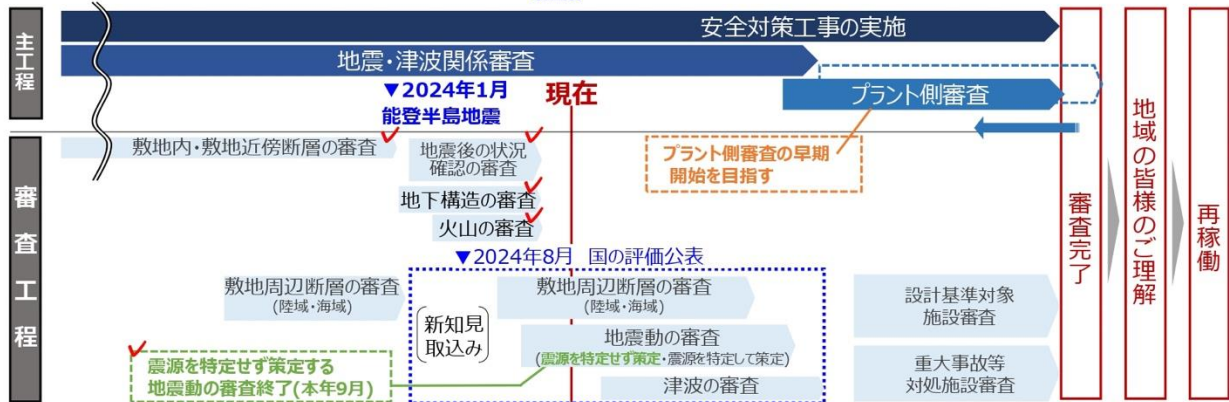 主工程
安全対策工事の実施
地震・津波関係審査
▼2024年1月
能登半島地震
現在
プラント側審査
審査工程
敷地内・敷地近傍断層の審査
地震後の状況
確認の審査
地下構造の審査
火山の審査
プラント側審査の早期
開始を目指す
▼2024年8月 国の評価公表
敷地周辺断層の審査
(陸域・海域)
新知見
取込み
敷地周辺断層の審査
(陸域・海域)
地震動の審査
(震源を特定せず策定・震源を特定して策定)
津波の審査
震源を特定せず策定する
地震動の審査終了(本年9月)
設計基準対象
施設審査
重大事故等
対処施設審査
審査完了
地域の皆様のご理解
再稼働